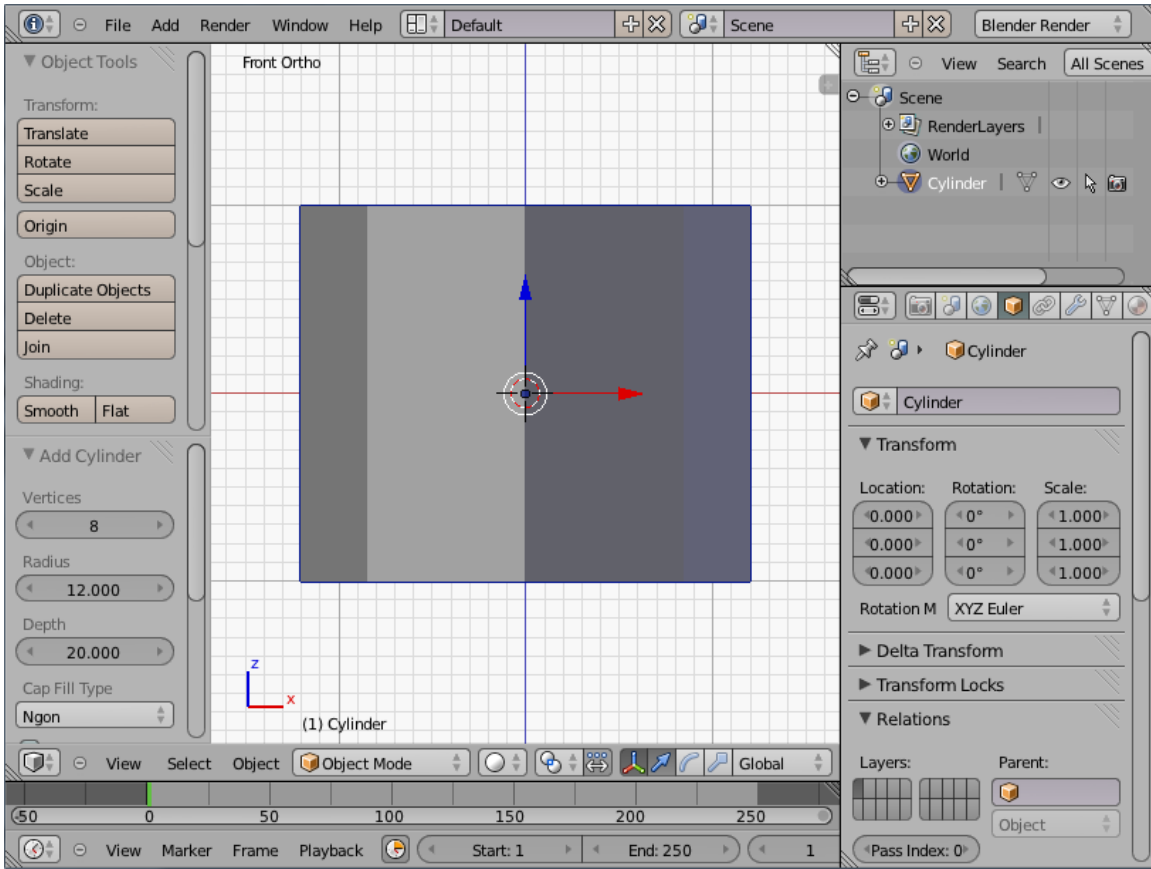 File Add Render Window Help Default Scene Blender Render
Object Tools
Transform:
Translate
Rotate
Scale
Origin
Object:
Duplicate Objects
Delete
Join
Shading:
Smooth Flat
Add Cylinder
Vertices
8
Radius
12.000
Depth
20.000
Cap Fill Type
Ngon
Front Ortho
z
x
(1) Cylinder
View Select Object Object Mode Global
-50 0 50 100 150 200 250
View Marker Frame Playback Start: 1 End: 250 1
View Search All Scenes
Scene
RenderLayers
World
Cylinder
Cylinder
Cylinder
Transform
Location: Rotation: Scale:
0.000 0° 1.000
0.000 0° 1.000
0.000 0° 1.000
Rotation M XYZ Euler
Delta Transform
Transform Locks
Relations
Layers: Parent:
Object
Pass Index: 0